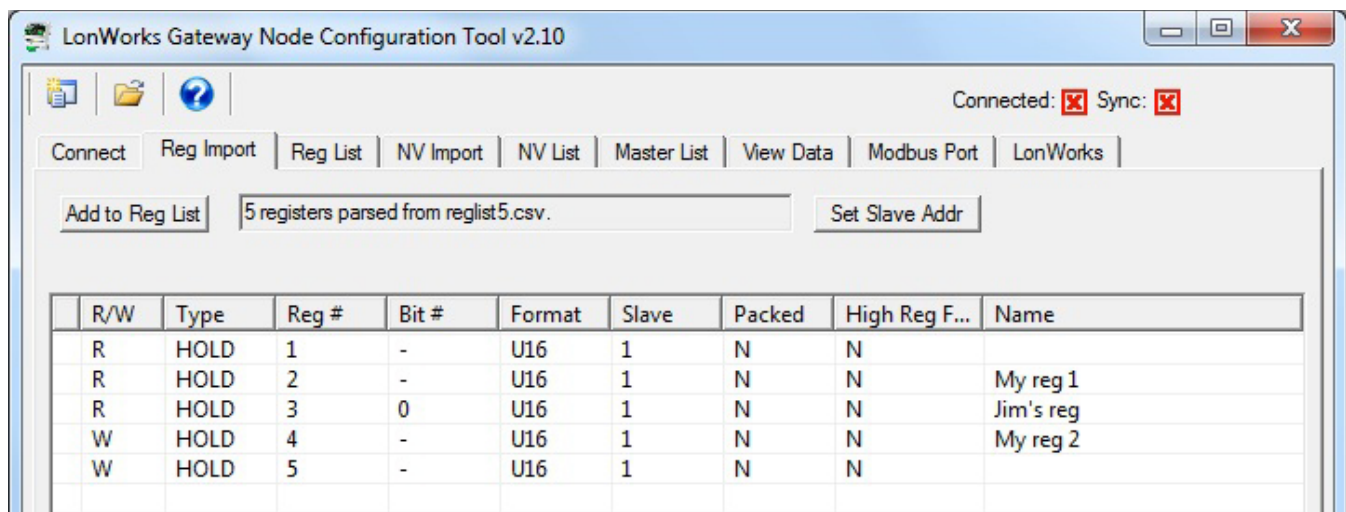 LonWorks Gateway Node Configuration Tool v2.10
Connected: Sync:
Connect Reg Import Reg List NV Import NV List Master List View Data Modbus Port LonWorks
Add to Reg List 5 registers parsed from reglist5.csv. Set Slave Addr
R/W Type Reg # Bit # Format Slave Packed High Reg F... Name
R HOLD 1 - U16 1 N N
R HOLD 2 - U16 1 N N My reg 1
R HOLD 3 0 U16 1 N N Jim's reg
W HOLD 4 - U16 1 N N My reg 2
W HOLD 5 - U16 1 N N